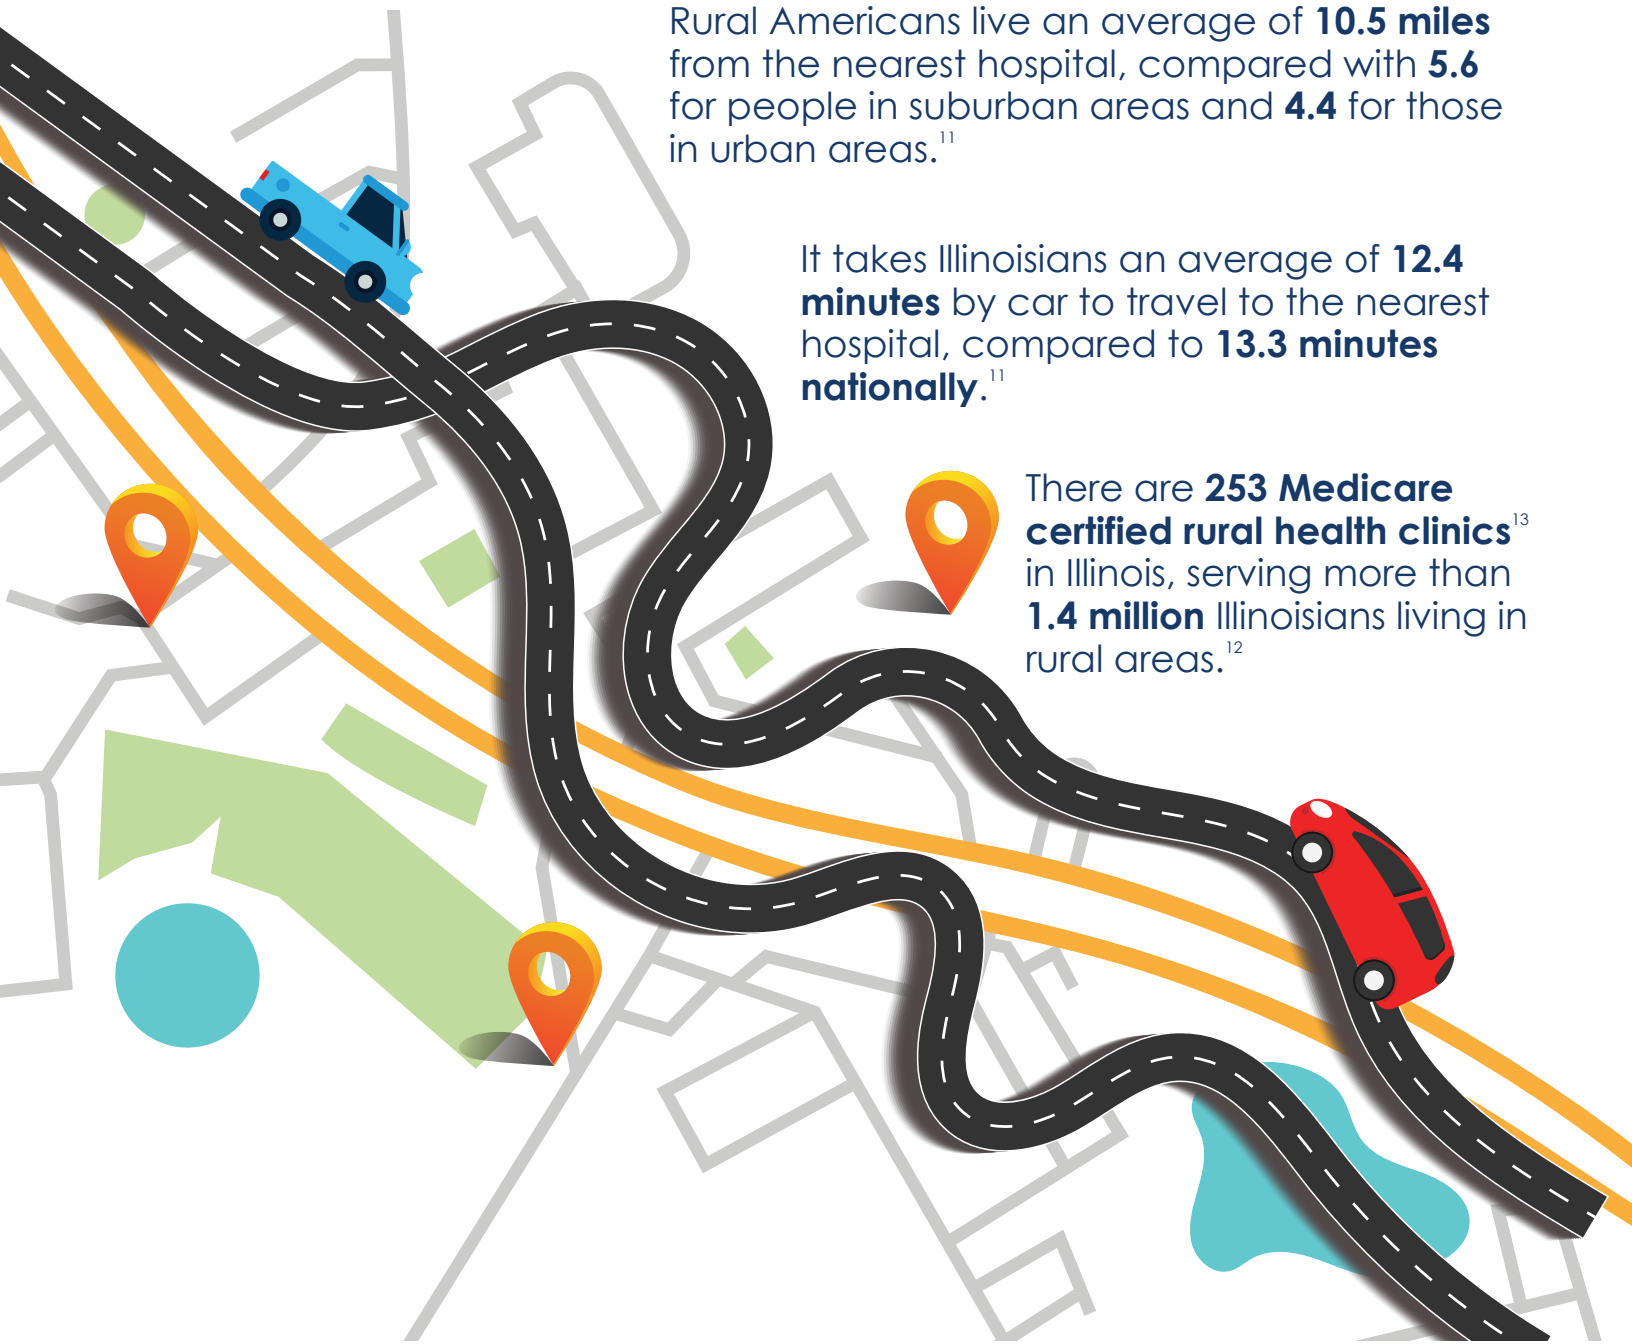 Rural Americans live an average of 10.5 miles
from the nearest hospital, compared with 5.6
for people in suburban areas and 4.4 for those
in urban areas.11
It takes Illinoisians an average of 12.4
minutes by car to travel to the nearest
hospital, compared to 13.3 minutes
nationally.11
There are 253 Medicare
certified rural health clinics13
in Illinois, serving more than
1.4 million Illinoisians living in
rural areas.12